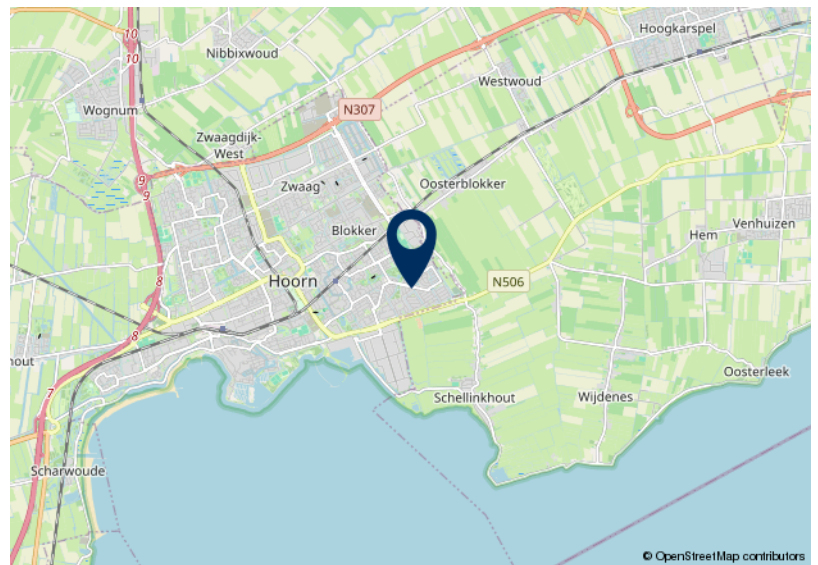 10
10
Nibbixwoud
Hoogkarspel
Westwoud
Wognum
N307
Zwaagdijk-
West
9
9
Zwaag
Oosterblokker
Blokker
Venhuizen
Hem
8
Hoorn
N506
8
hout
7
Oosterleek
Schellinkhout
Wijdenes
Scharwoude
© OpenStreetMap contributors